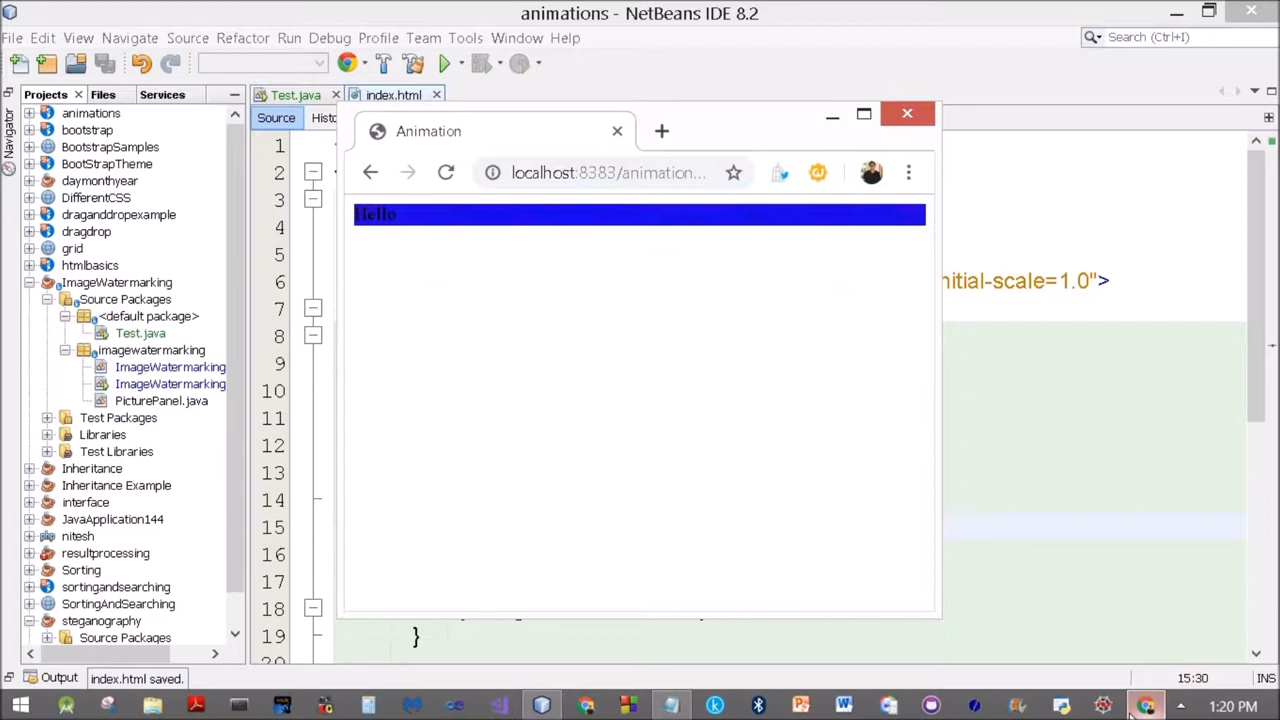 animations - NetBeans IDE 8.2
File Edit View Navigate Source Refactor Run Debug Profile Team Tools Window Help
Search (Ctrl+I)
Projects Files Services
Test.java index.html
Navigator
Source Histo
animations
bootstrap
BootstrapSamples
BootStrapTheme
daymonthyear
DifferentCSS
draganddropexample
dragdrop
grid
htmlbasics
ImageWatermarking
Source Packages
<default package>
Test.java
imagewatermarking
ImageWatermarking
ImageWatermarking
PicturePanel.java
Test Packages
Libraries
Test Libraries
Inheritance
Inheritance Example
interface
JavaApplication144
nitesh
resultprocessing
Sorting
sortingandsearching
SortingAndSearching
steganography
Source Packages
1
2
3
4
5
6
7
8
9
10
11
12
13
14
15
16
17
18
19
20
nitial-scale=1.0">
}
Animation
localhost:8383/animation...
Hello
Output index.html saved.
15:30 INS
1:20 PM